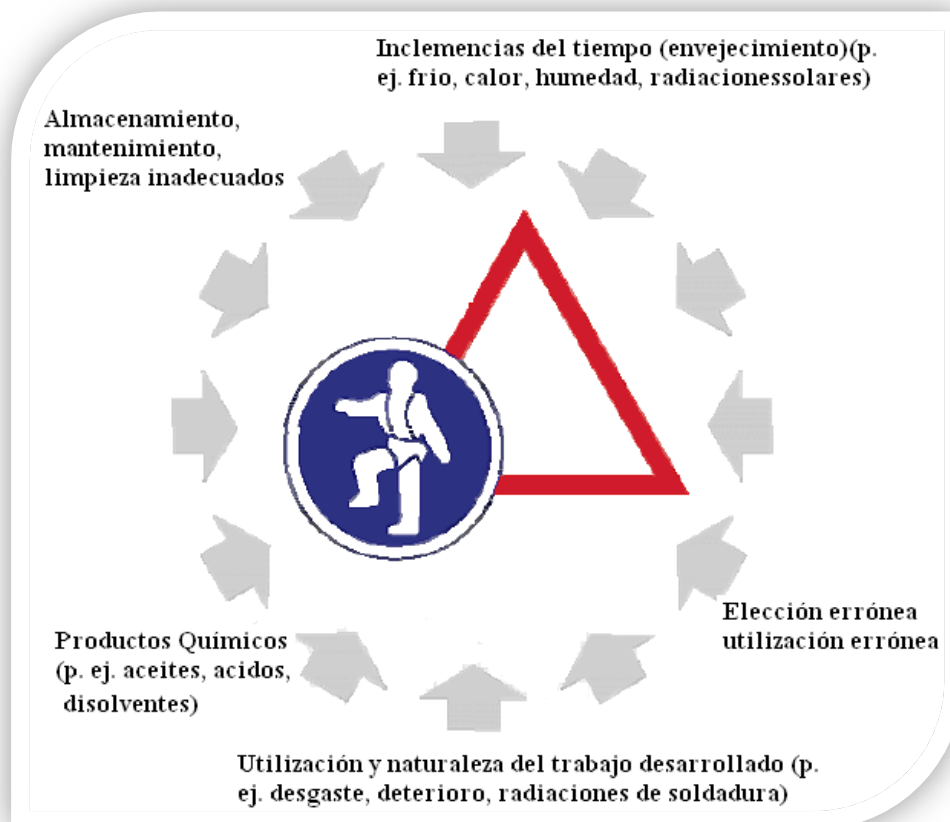 Inclemencias del tiempo (envejecimiento)(p.
ej. frio, calor, humedad, radiacionessolares)
Almacenamiento,
mantenimiento,
limpieza inadecuados
Elección errónea
utilización errónea
Productos Químicos
(p. ej. aceites, acidos,
disolventes)
Utilización y naturaleza del trabajo desarrollado (p.
ej. desgaste, deterioro, radiaciones de soldadura)